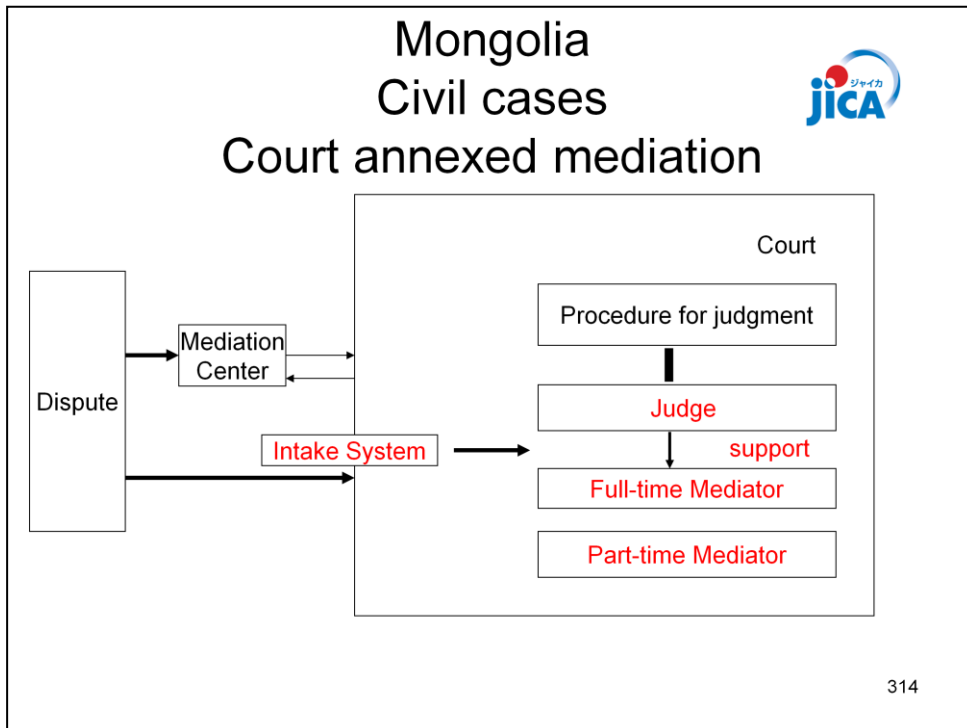 Mongolia
Civil cases
Court annexed mediation
ジャイカ
JICA
Court
Procedure for judgment
Mediation
Center
Dispute
Judge
Intake System
support
Full-time Mediator
Part-time Mediator
314